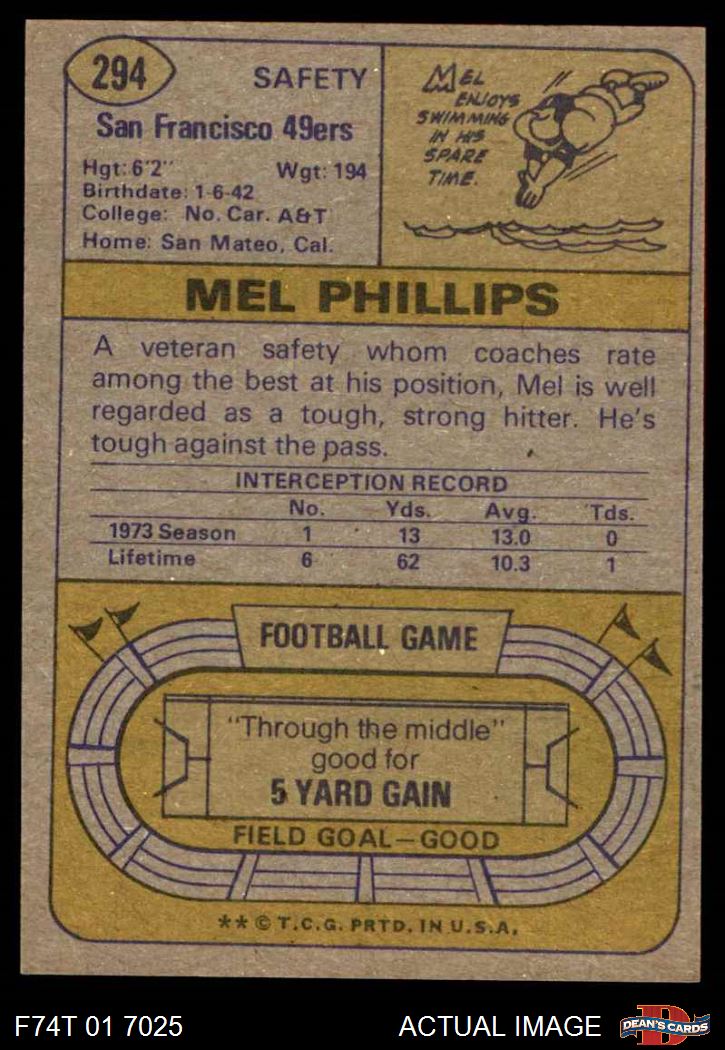 294
SAFETY
San Francisco 49ers
Hgt: 6'2" Wgt: 194
Birthdate: 1-6-42
College: No. Car. A&T
Home: San Mateo, Cal.
MEL
ENJOYS
SWIMMING
IN HIS
SPARE
TIME.
MEL PHILLIPS
A veteran safety whom coaches rate
among the best at his position, Mel is well
regarded as a tough, strong hitter. He's
tough against the pass.
INTERCEPTION RECORD
No. Yds. Avg. Tds.
1973 Season 1 13 13.0 0
Lifetime 6 62 10.3 1
FOOTBALL GAME
"Through the middle"
good for
5 YARD GAIN
FIELD GOAL—GOOD
** © T.C.G. PRTD. IN U.S.A.
F74T 01 7025 ACTUAL IMAGE
D
DEAN'S CARDS